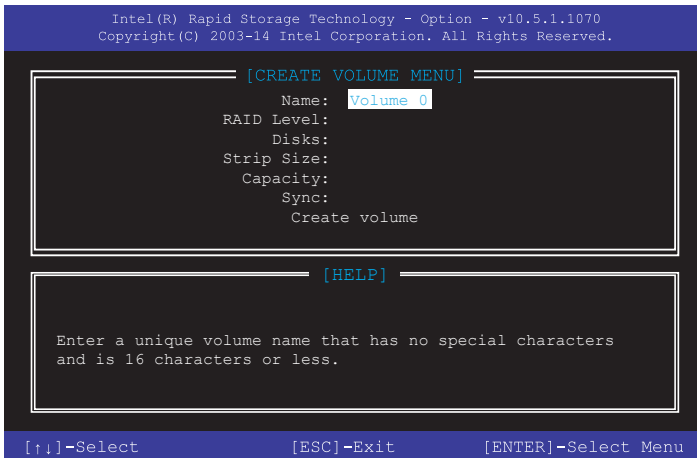 Intel(R) Rapid Storage Technology - Option - v10.5.1.1070
Copyright(C) 2003-14 Intel Corporation. All Rights Reserved.
[CREATE VOLUME MENU]
Name: Volume 0
RAID Level:
Disks:
Strip Size:
Capacity:
Sync:
Create volume
[HELP]
Enter a unique volume name that has no special characters
and is 16 characters or less.
[↑↓]-Select [ESC]-Exit [ENTER]-Select Menu